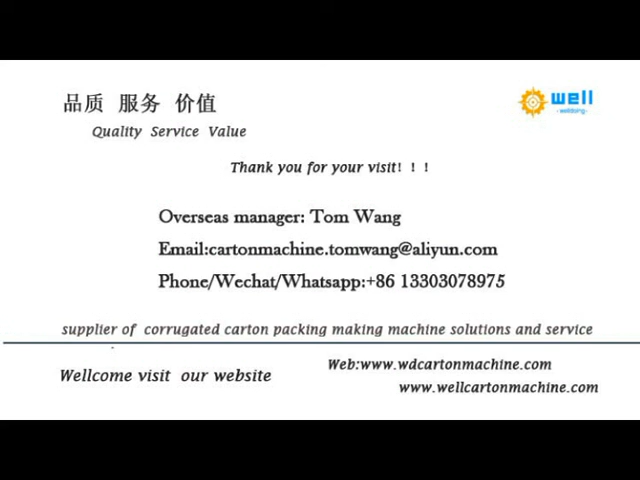 品质 服务 价值
Quality Service Value
well
-welldoing-
Thank you for your visit！！！
Overseas manager: Tom Wang
Email:cartonmachine.tomwang@aliyun.com
Phone/Wechat/Whatsapp:+86 13303078975
supplier of corrugated carton packing making machine solutions and service
Wellcome visit our website
Web:www.wdcartonmachine.com
www.wellcartonmachine.com